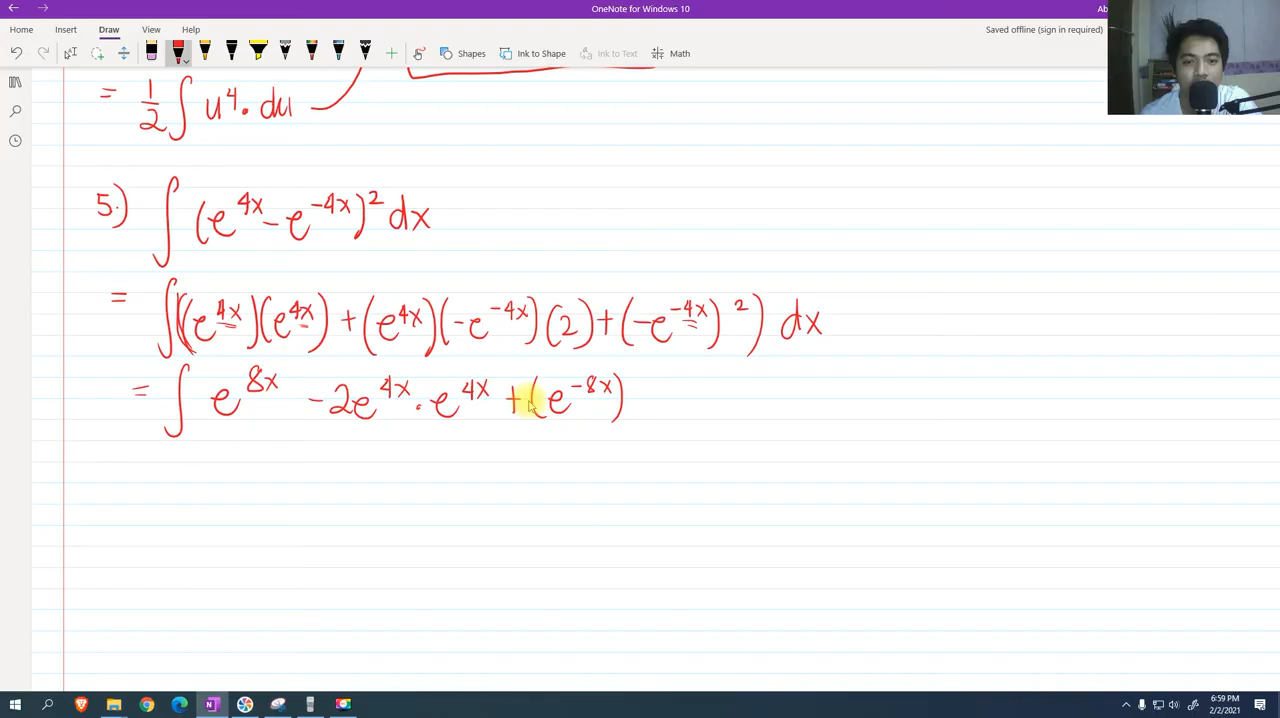 OneNote for Windows 10
Ab
Home Insert Draw View Help
Saved offline (sign in required)
Shapes Ink to Shape Ink to Text Math
= 1/2 ∫ u⁴ · du
5.) ∫ (e^{4x} - e^{-4x})² dx
= ∫((e^{4x})(e^{4x}) + (e^{4x})(-e^{-4x})(2) + (-e^{-4x})²) dx
= ∫ e^{8x} - 2e^{4x} · e^{4x} + (e^{-8x})
6:59 PM
2/2/2021